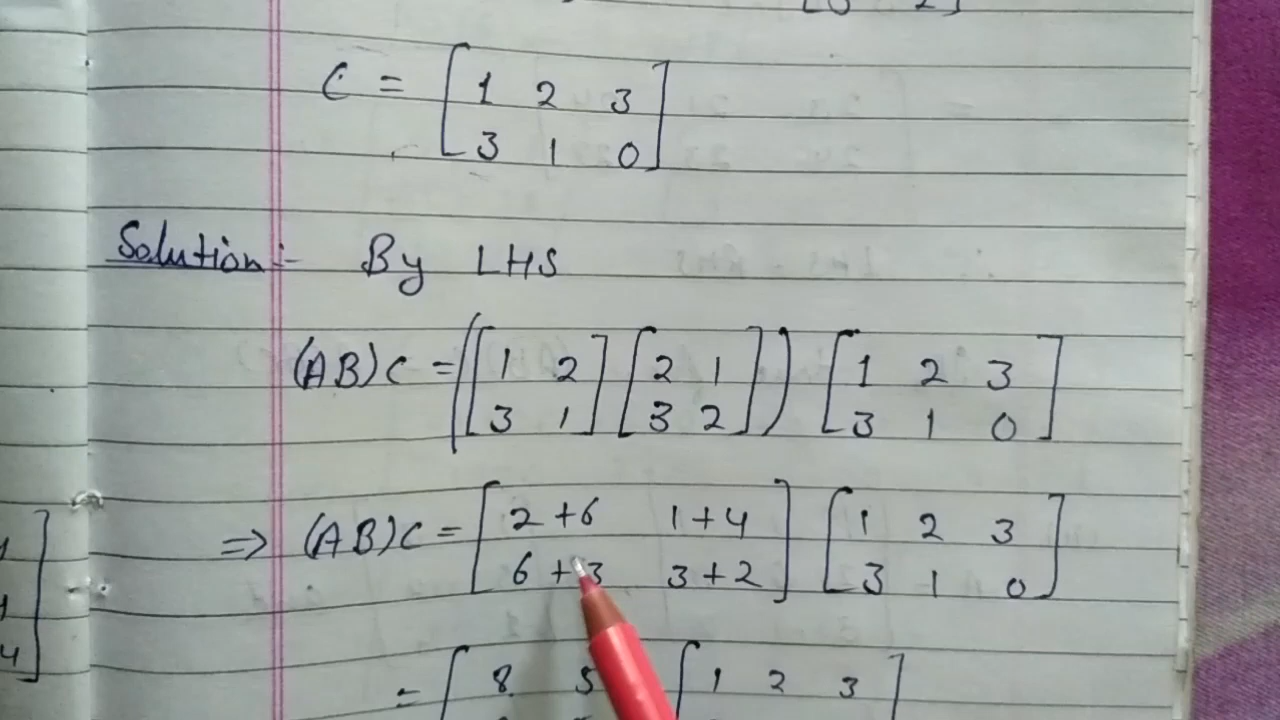 C = [ 1 2 3
3 1 0 ]
Solution:- By LHS
(AB)C = ([ 1 2 ] [ 2 1 ]) [ 1 2 3 ]
[ 3 1 ] [ 3 2 ] [ 3 1 0 ]
⇒ (AB)C = [ 2+6 1+4 ] [ 1 2 3 ]
[ 6+3 3+2 ] [ 3 1 0 ]
= [ 8 5 [ 1 2 3 ]